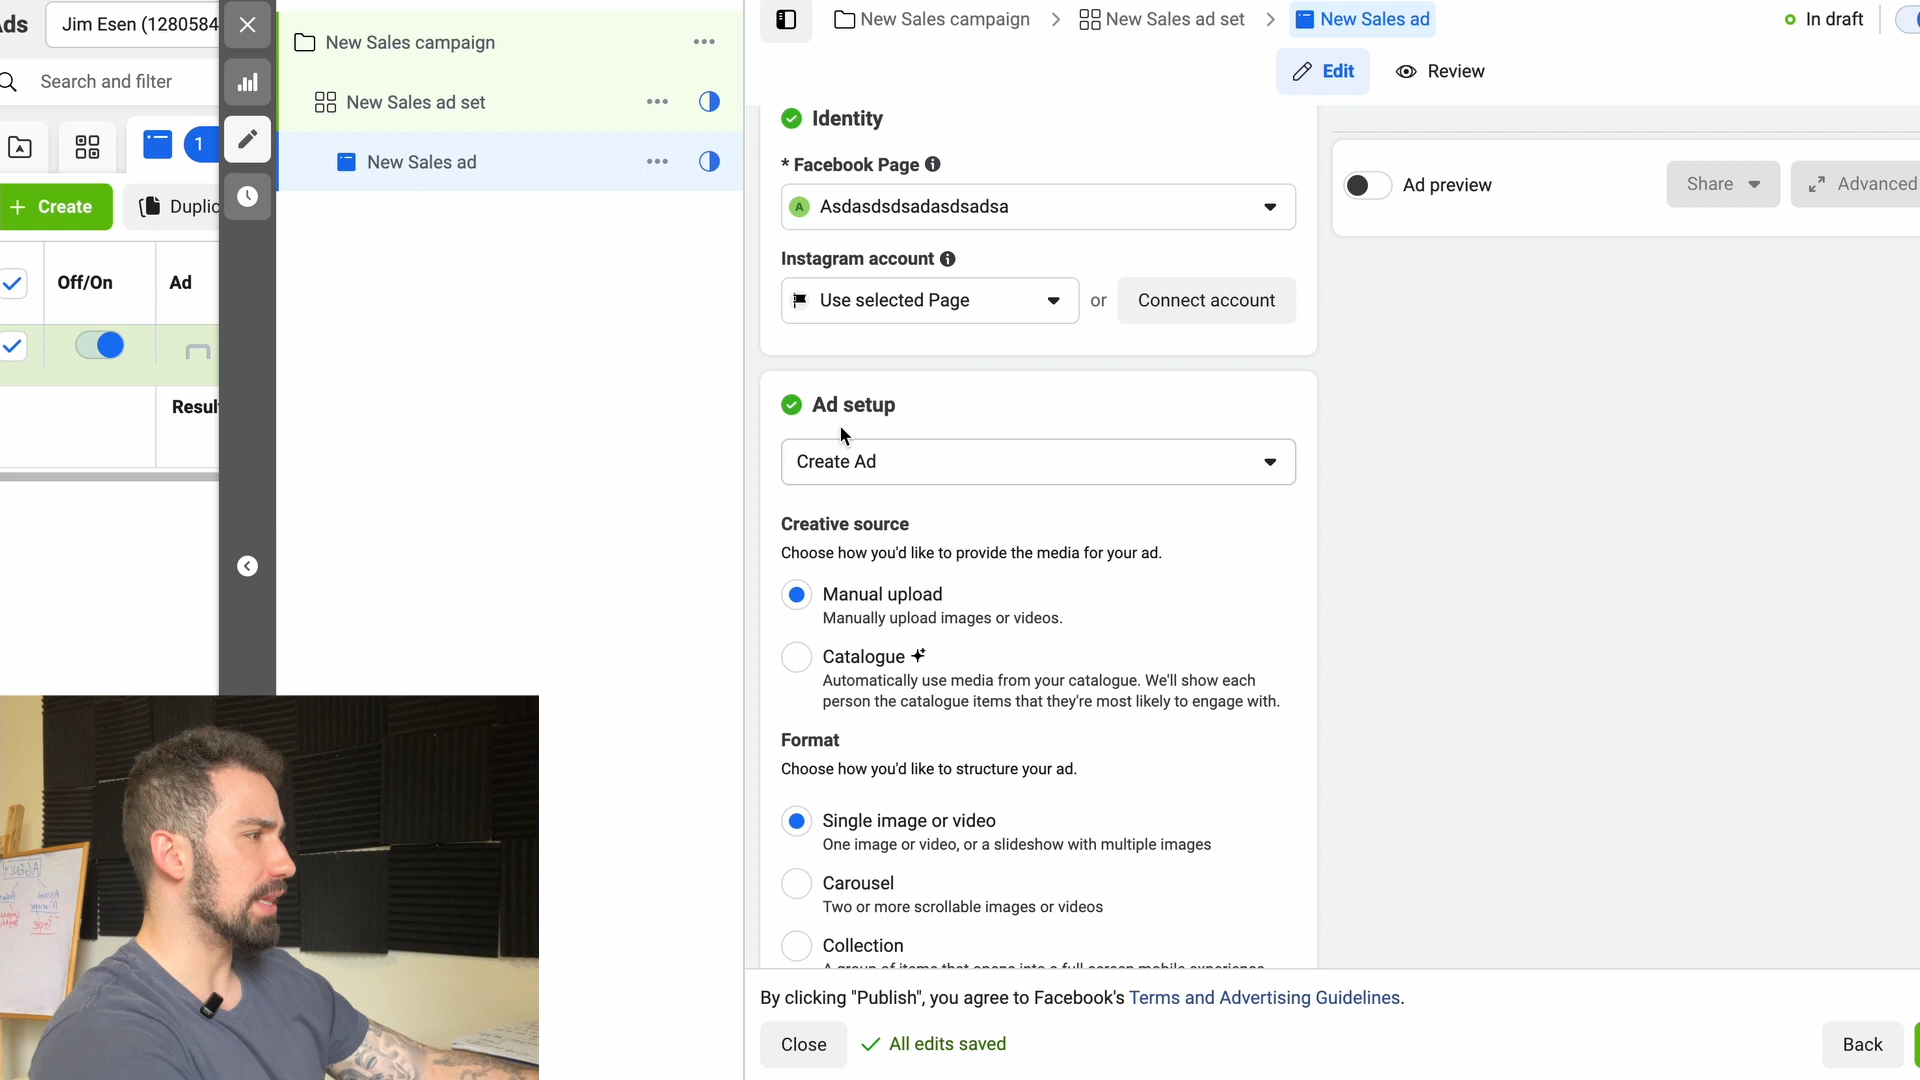 ds
Jim Esen (1280584
Search and filter
1
+ Create
Duplic
Off/On
Ad
Resul
New Sales campaign
New Sales ad set
New Sales ad
New Sales campaign
New Sales ad set
New Sales ad
In draft
Edit
Review
Identity
* Facebook Page
A Asdasdsdsadasdsadsa
Instagram account
Use selected Page
or
Connect account
Ad preview
Share
Advanced
Ad setup
Create Ad
Creative source
Choose how you'd like to provide the media for your ad.
Manual upload
Manually upload images or videos.
Catalogue
Automatically use media from your catalogue. We'll show each
person the catalogue items that they're most likely to engage with.
Format
Choose how you'd like to structure your ad.
Single image or video
One image or video, or a slideshow with multiple images
Carousel
Two or more scrollable images or videos
Collection
A group of items that opens into a full-screen mobile experience
By clicking "Publish", you agree to Facebook's Terms and Advertising Guidelines.
Close
All edits saved
Back